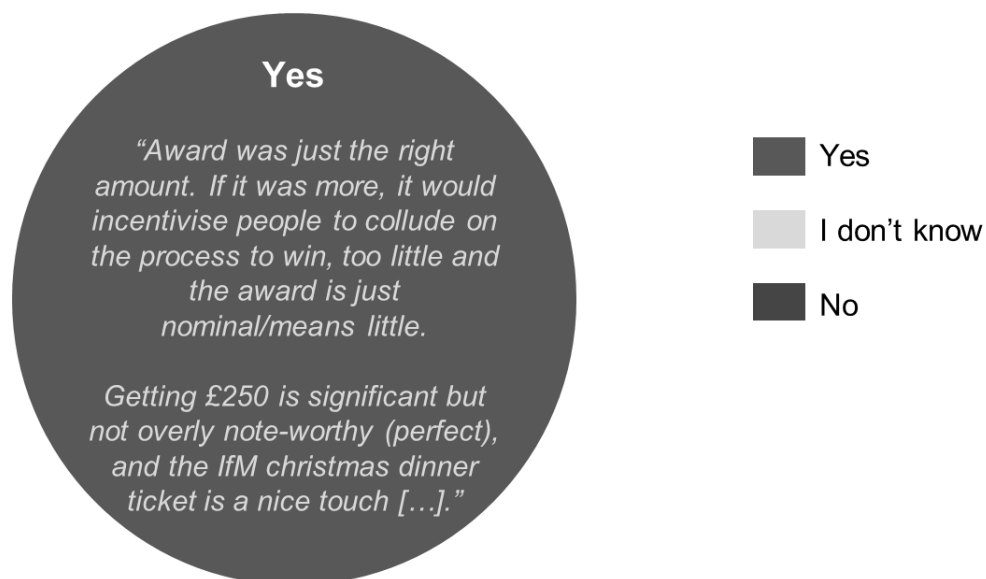 Yes
“Award was just the right
amount. If it was more, it would
incentivise people to collude on
the process to win, too little and
the award is just
nominal/means little.
Getting £250 is significant but
not overly note-worthy (perfect),
and the IfM christmas dinner
ticket is a nice touch […].”
Yes
I don’t know
No